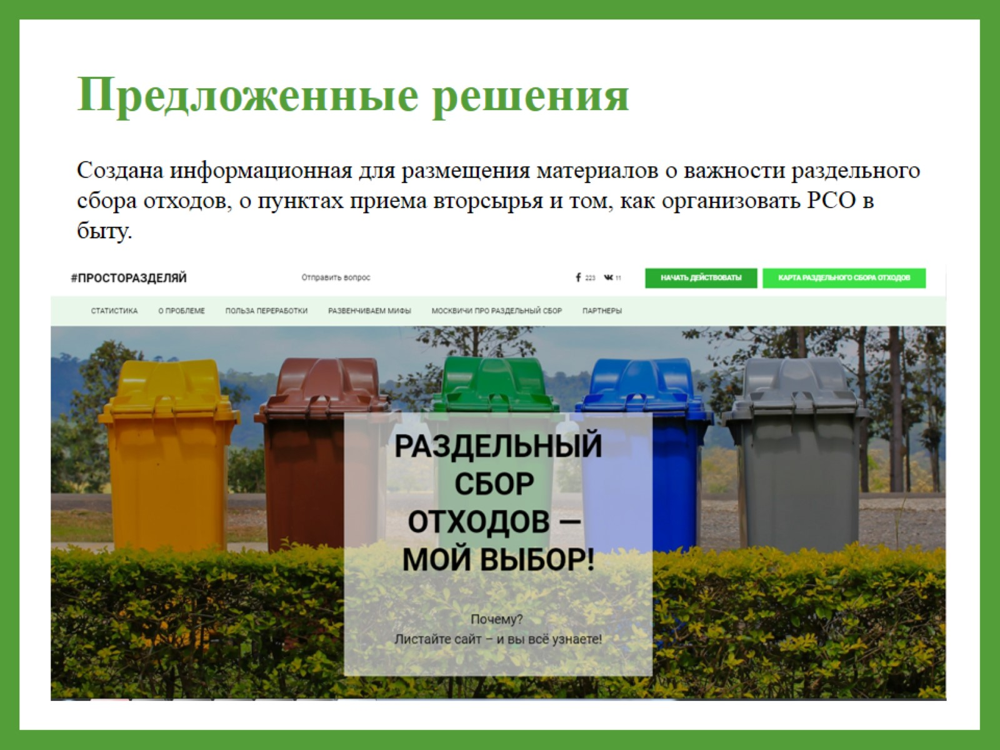 Предложенные решения
Создана информационная для размещения материалов о важности раздельного
сбора отходов, о пунктах приема вторсырья и том, как организовать РСО в
быту.
#ПРОСТОРАЗДЕЛЯЙ
Отправить вопрос
223
11
НАЧАТЬ ДЕЙСТВОВАТЬ
КАРТА РАЗДЕЛЬНОГО СБОРА ОТХОДОВ
СТАТИСТИКА О ПРОБЛЕМЕ ПОЛЬЗА ПЕРЕРАБОТКИ РАЗВЕНЧИВАЕМ МИФЫ МОСКВИЧИ ПРО РАЗДЕЛЬНЫЙ СБОР ПАРТНЕРЫ
РАЗДЕЛЬНЫЙ
СБОР
ОТХОДОВ —
МОЙ ВЫБОР!
Почему?
Листайте сайт – и вы всё узнаете!